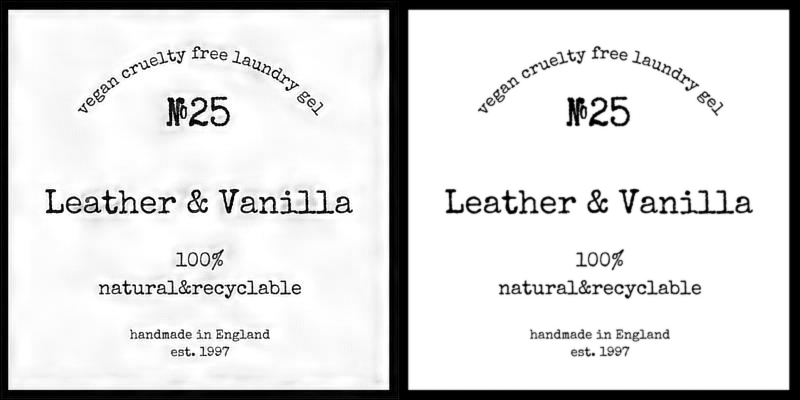 vegan cruelty free laundry gel
№25
Leather & Vanilla
100%
natural&recyclable
handmade in England
est. 1997
vegan cruelty free laundry gel
№25
Leather & Vanilla
100%
natural&recyclable
handmade in England
est. 1997